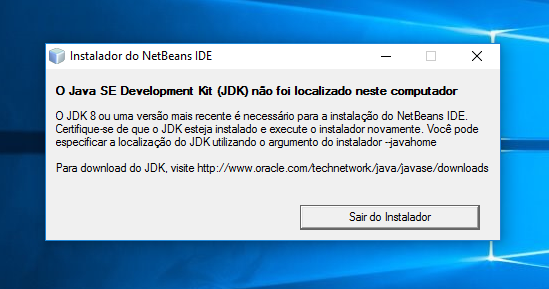 Instalador do NetBeans IDE
O Java SE Development Kit (JDK) não foi localizado neste computador
O JDK 8 ou uma versão mais recente é necessário para a instalação do NetBeans IDE.
Certifique-se de que o JDK esteja instalado e execute o instalador novamente. Você pode
especificar a localização do JDK utilizando o argumento do instalador --javahome
Para download do JDK, visite http://www.oracle.com/technetwork/java/javase/downloads
Sair do Instalador